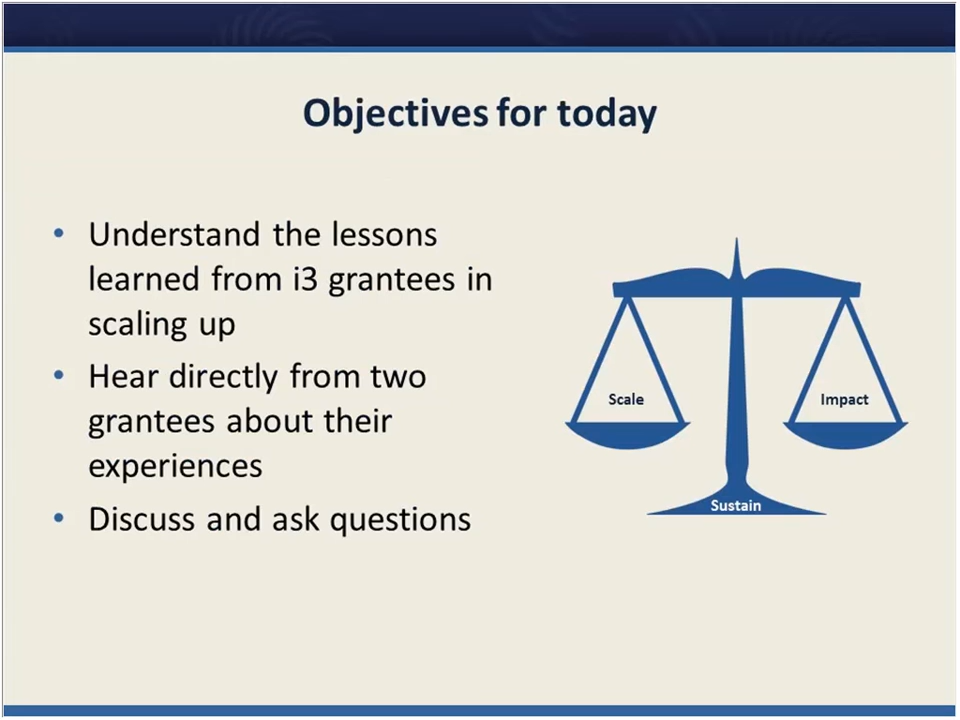 Objectives for today
• Understand the lessons
learned from i3 grantees in
scaling up
• Hear directly from two
grantees about their
experiences
• Discuss and ask questions
Scale
Impact
Sustain